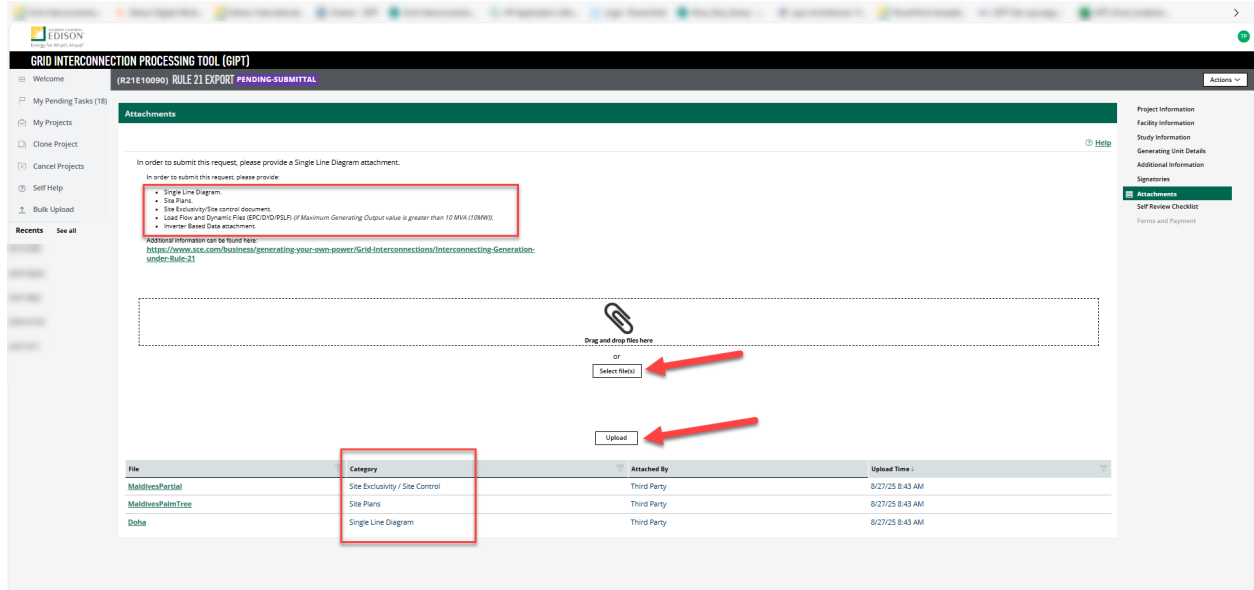 EDISON
Energy for What's Ahead
TP
GRID INTERCONNECTION PROCESSING TOOL (GIPT)
Welcome
My Pending Tasks (18)
My Projects
Clone Project
Cancel Projects
Self Help
Bulk Upload
Recents See all
(R21E10090) RULE 21 EXPORT PENDING-SUBMITTAL
Actions
Attachments
Help
In order to submit this request, please provide a Single Line Diagram attachment.
In order to submit this request, please provide:
• Single Line Diagram.
• Site Plans.
• Site Exclusivity/Site control document.
• Load Flow and Dynamic Files (EPC/DYD/PSLF) (if Maximum Generating Output value is greater than 10 MVA (10MW)).
• Inverter Based Data attachment.
Additional information can be found here:
https://www.sce.com/business/generating-your-own-power/Grid-Interconnections/Interconnecting-Generation-
under-Rule-21
Drag and drop files here
or
Select file(s)
Upload
File Category Attached By Upload Time
MaldivesPartial Site Exclusivity / Site Control Third Party 8/27/25 8:43 AM
MaldivesPalmTree Site Plans Third Party 8/27/25 8:43 AM
Doha Single Line Diagram Third Party 8/27/25 8:43 AM
Project Information
Facility Information
Study Information
Generating Unit Details
Additional Information
Signatories
Attachments
Self Review Checklist
Forms and Payment